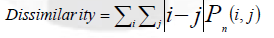 Dissimilarity = ∑ᵢ ∑ⱼ |i−j| Pₙ (i, j)